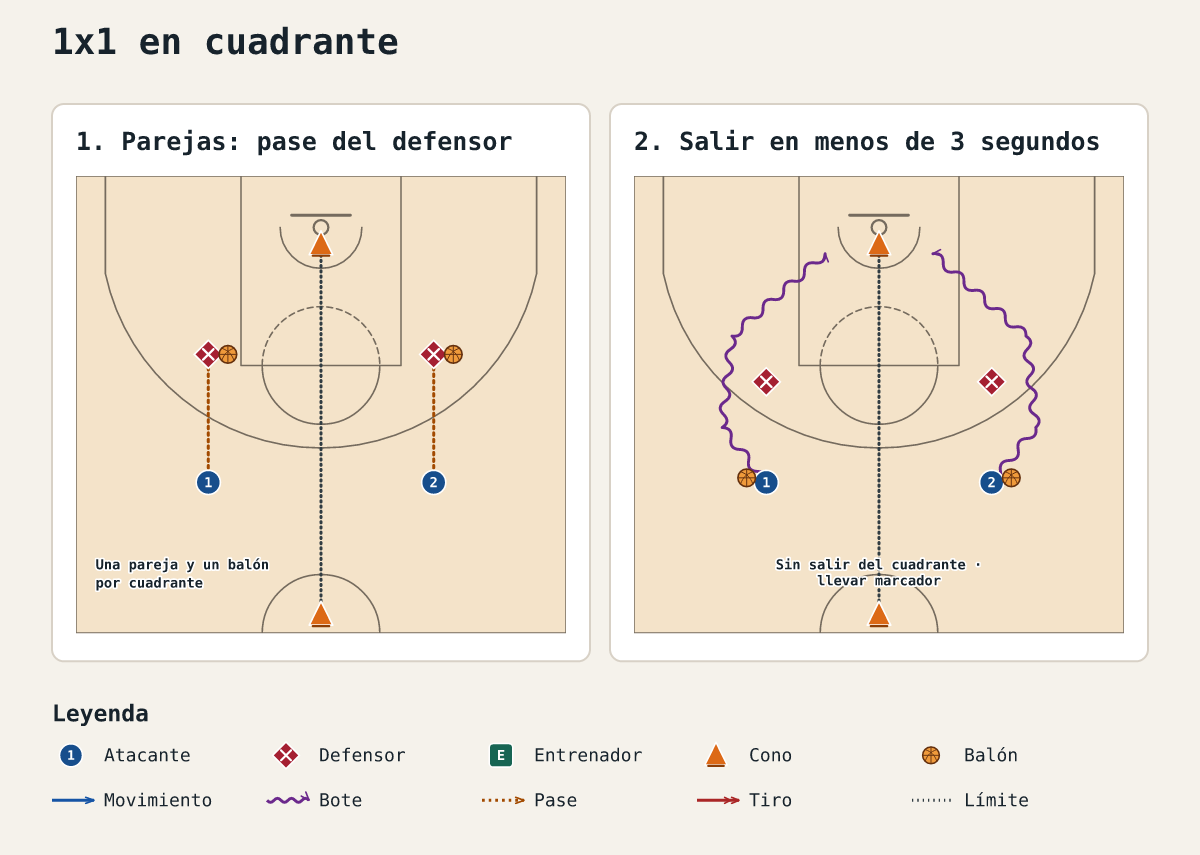 1x1 en cuadrante
1. Parejas: pase del defensor
1
2
Una pareja y un balón
por cuadrante
2. Salir en menos de 3 segundos
1
2
Sin salir del cuadrante ·
llevar marcador
Leyenda
1 Atacante
Defensor
E Entrenador
Cono
Balón
Movimiento
Bote
Pase
Tiro
Límite